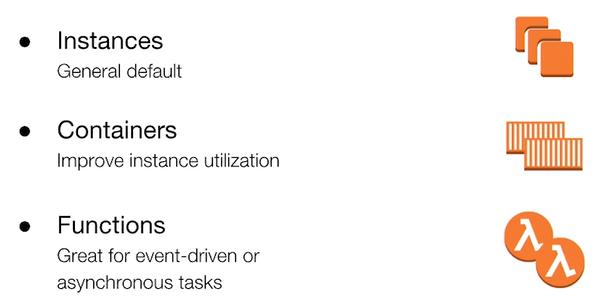 Instances
General default
Containers
Improve instance utilization
Functions
Great for event-driven or
asynchronous tasks
λ
λ